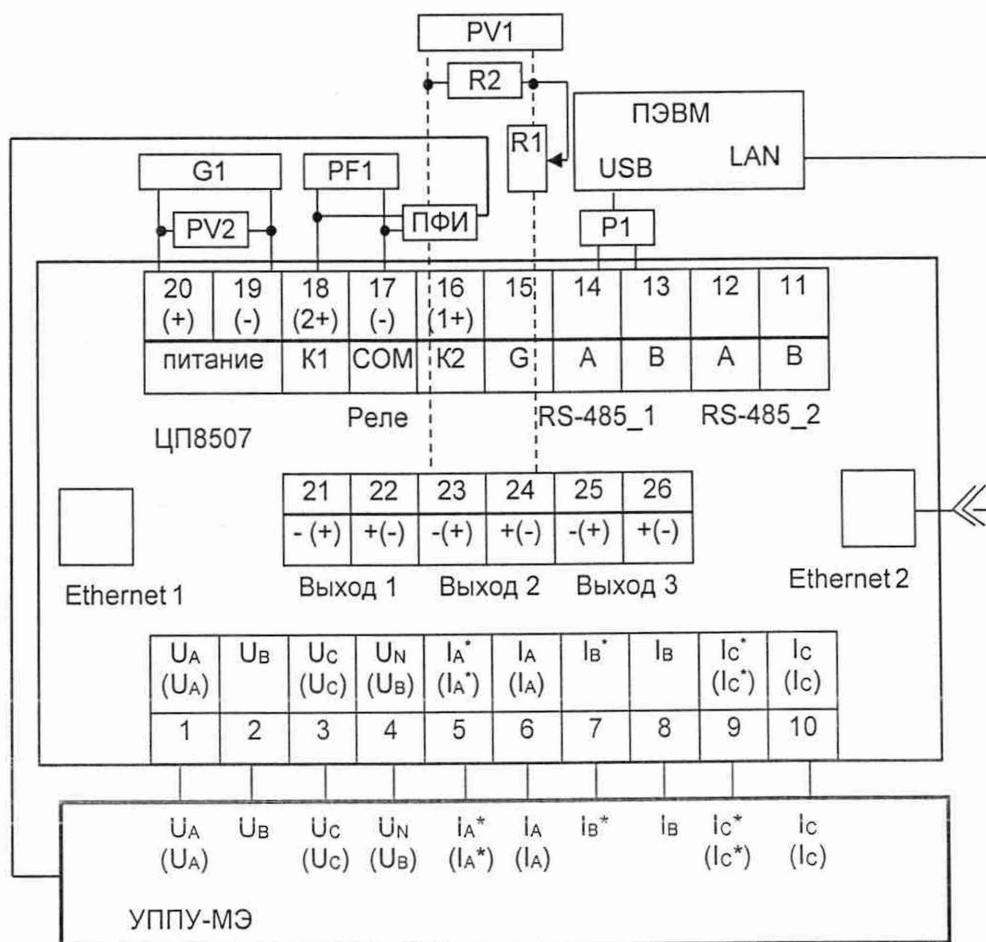 PV1
R2
ПЭВМ
R1
USB LAN
G1 PF1
PV2 ПФИ P1
20 19 18 17 16 15 14 13 12 11
(+) (-) (2+) (-) (1+)
питание К1 COM К2 G A B A B
Реле RS-485_1 RS-485_2
ЦП8507
21 22 23 24 25 26
- (+) +(-) -(+) +(-) -(+) +(-)
Ethernet 1 Выход 1 Выход 2 Выход 3 Ethernet 2
UA UB UC UN IA* IA IB* IB IC* IC
(UA) (UC) (UB) (IA*) (IA) (IC*) (IC)
1 2 3 4 5 6 7 8 9 10
UA UB UC UN IA* IA IB* IB IC* IC
(UA) (UC) (UB) (IA*) (IA) (IC*) (IC)
УППУ-МЭ